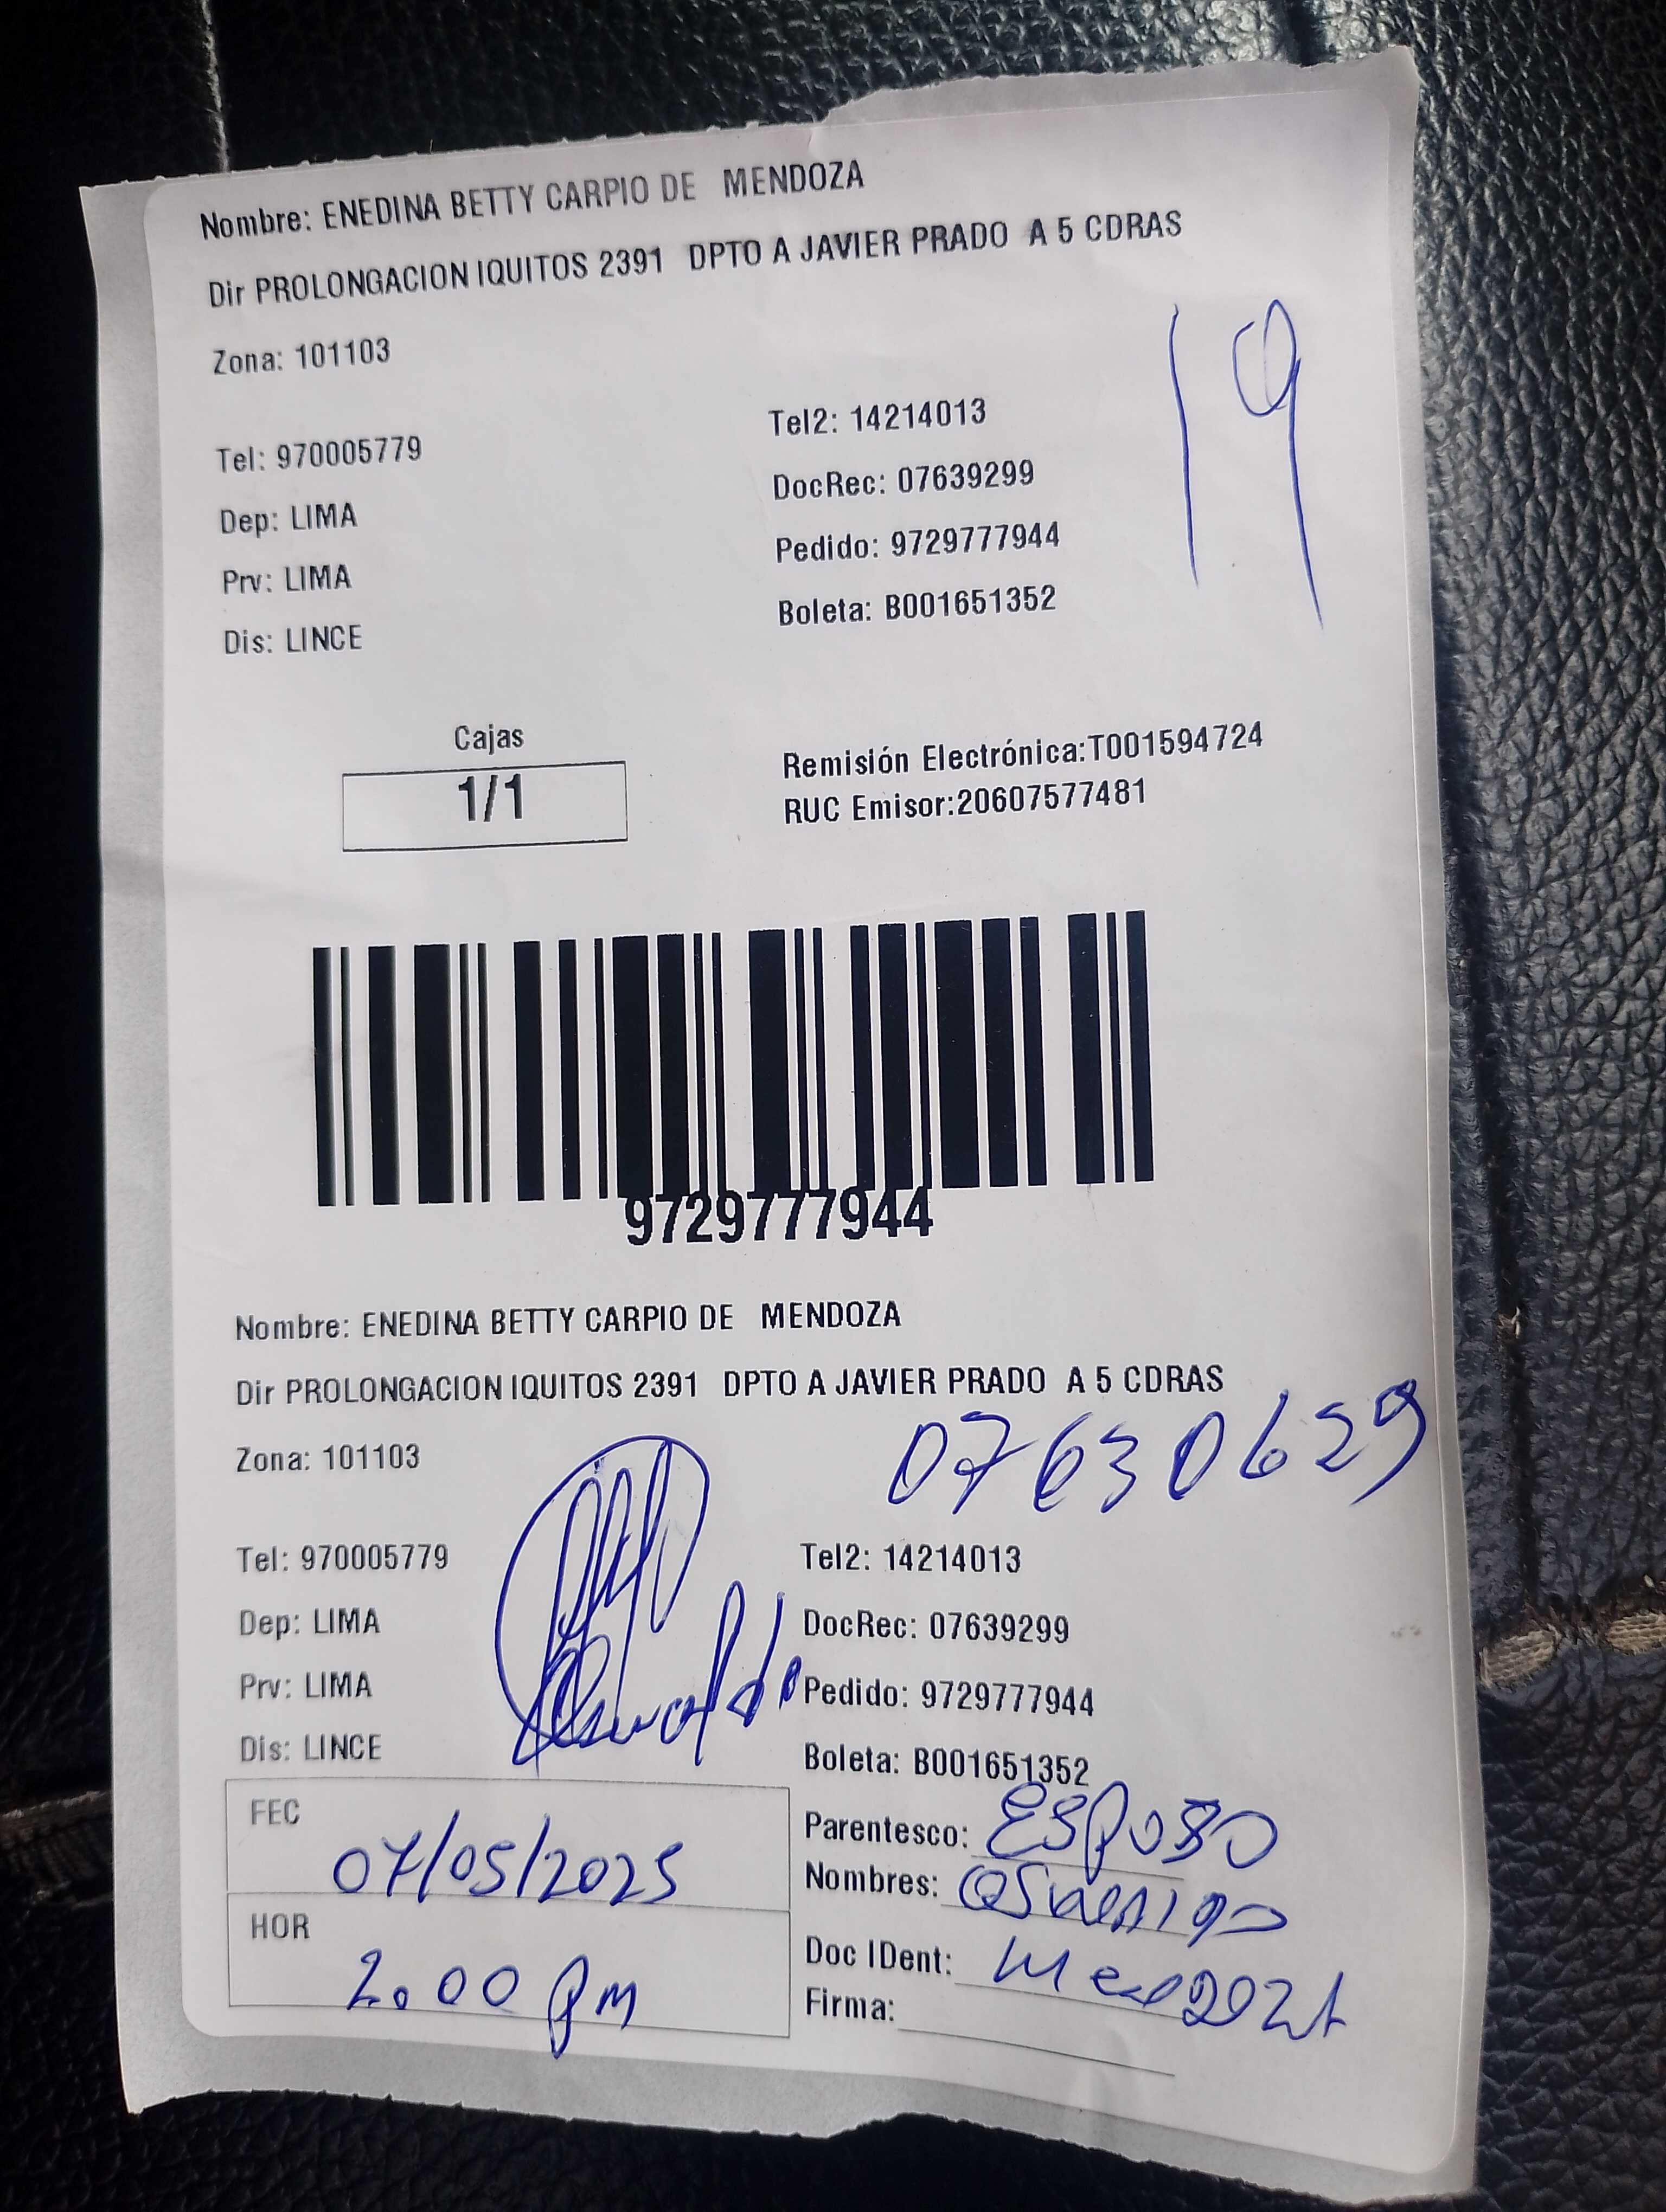 Nombre: ENEDINA BETTY CARPIO DE MENDOZA
Dir PROLONGACION IQUITOS 2391 DPTO A JAVIER PRADO A 5 CDRAS
Zona: 101103
19
Tel: 970005779
Tel2: 14214013
DocRec: 07639299
Dep: LIMA
Pedido: 9729777944
Prv: LIMA
Boleta: B001651352
Dis: LINCE
Cajas
1/1
Remisión Electrónica:T001594724
RUC Emisor:20607577481
9729777944
Nombre: ENEDINA BETTY CARPIO DE MENDOZA
Dir PROLONGACION IQUITOS 2391 DPTO A JAVIER PRADO A 5 CDRAS
07630629
Zona: 101103
Tel: 970005779
Tel2: 14214013
Dep: LIMA
DocRec: 07639299
Prv: LIMA
Pedido: 9729777944
Dis: LINCE
Boleta: B001651352
FEC
07/05/2025
Parentesco: ESPOSO
Nombres:
HOR
2.00 pm
Doc IDent:
Firma: